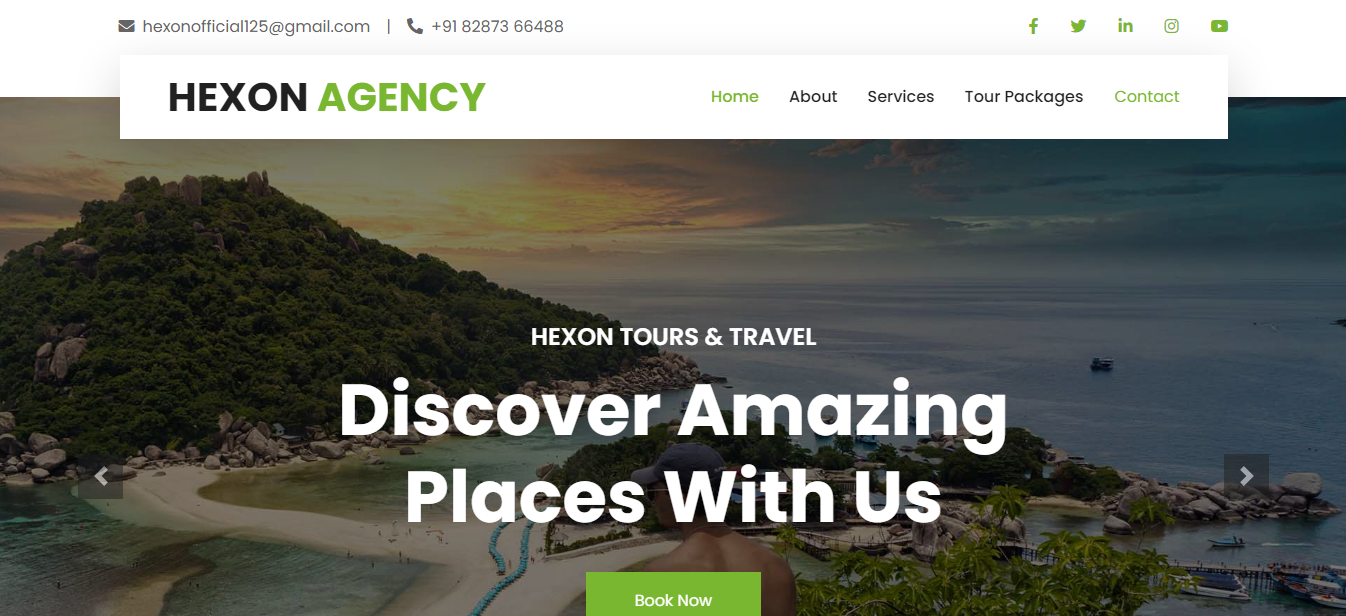 hexonofficial125@gmail.com | +91 82873 66488
HEXON AGENCY
Home About Services Tour Packages Contact
HEXON TOURS & TRAVEL
Discover Amazing
Places With Us
Book Now